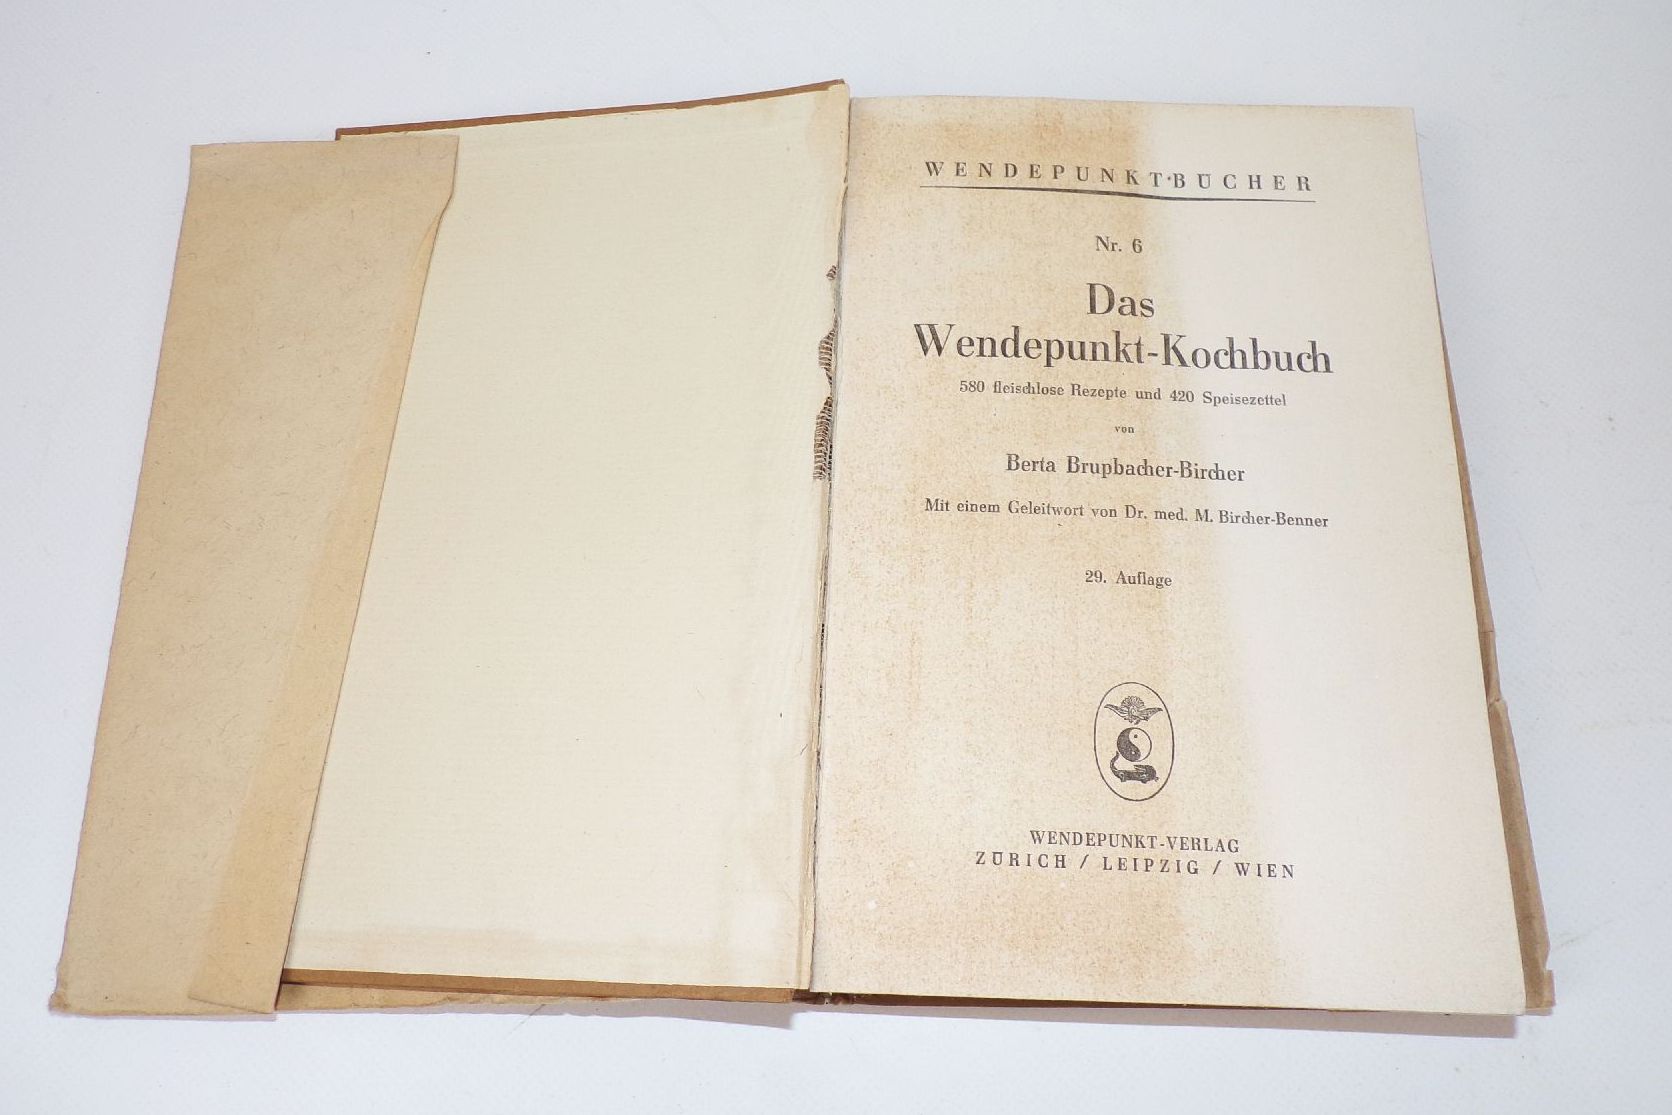 WENDEPUNKT·BÜCHER
Nr. 6
Das
Wendepunkt-Kochbuch
580 fleischlose Rezepte und 420 Speisezettel
von
Berta Brupbacher-Bircher
Mit einem Geleitwort von Dr. med. M. Bircher-Benner
29. Auflage
WENDEPUNKT-VERLAG
ZÜRICH / LEIPZIG / WIEN